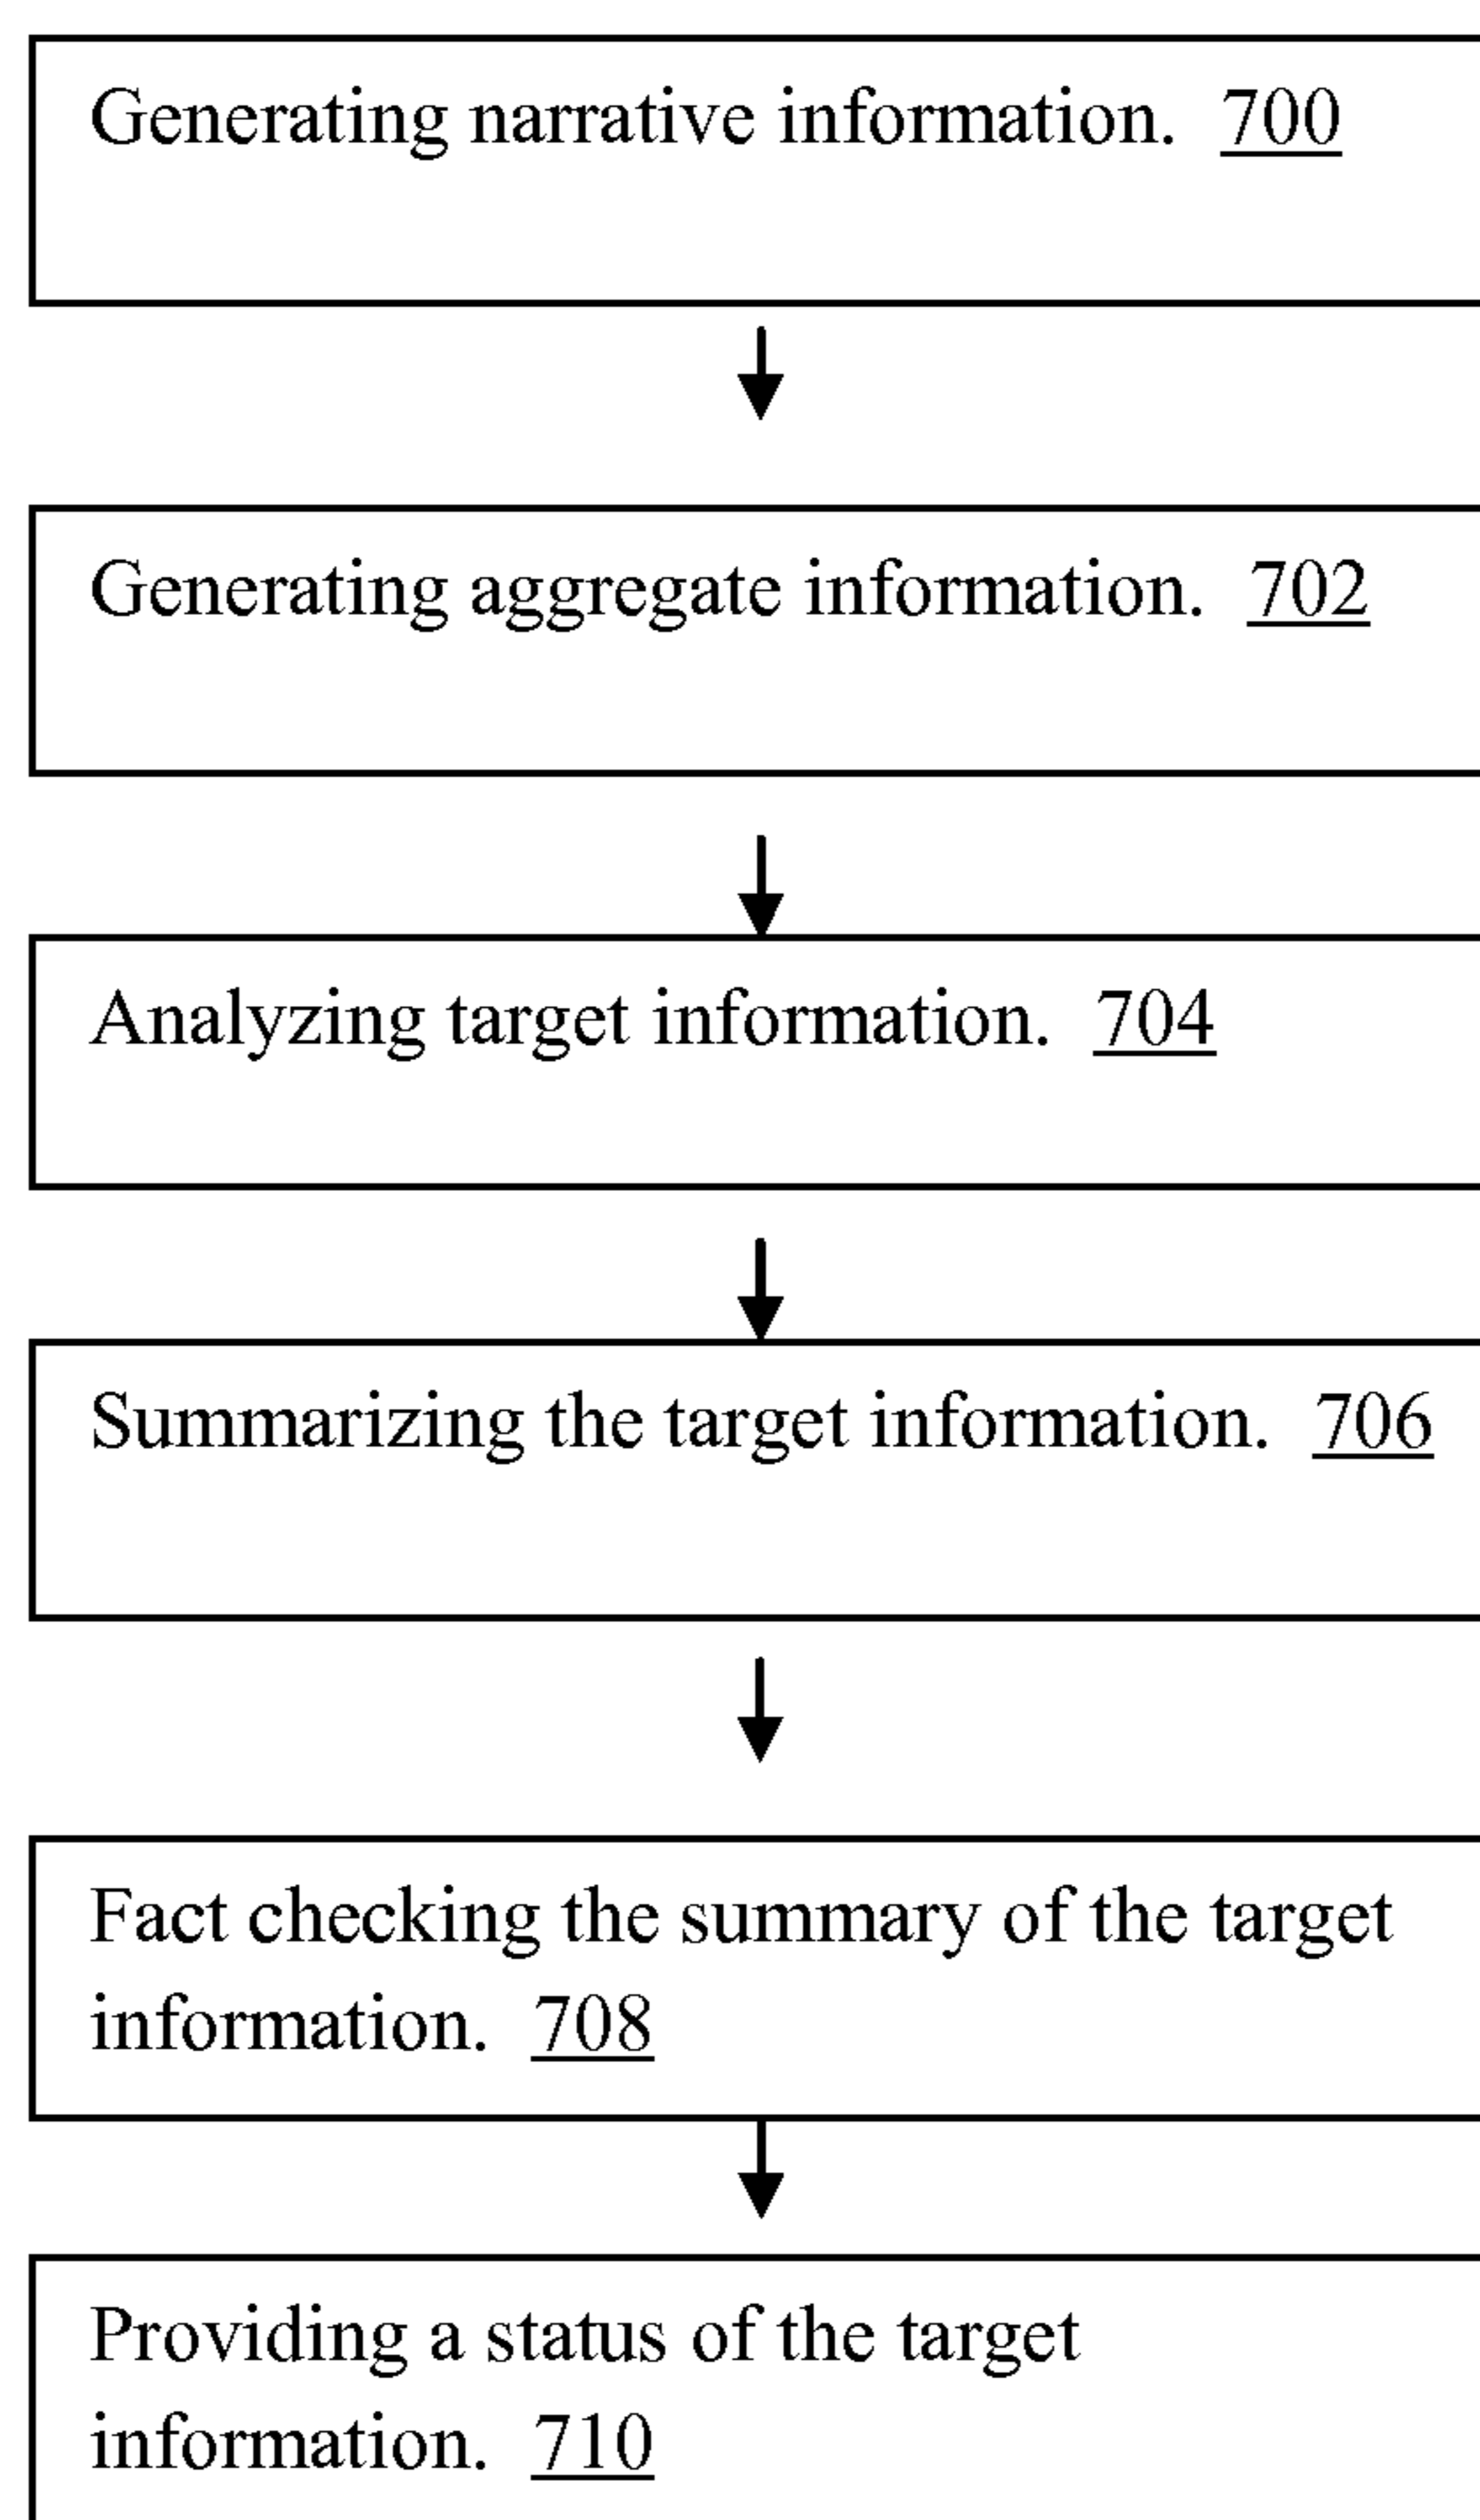 Generating narrative information. 700
Generating aggregate information. 702
Analyzing target information. 704
Summarizing the target information. 706
Fact checking the summary of the target
information. 708
Providing a status of the target
information. 710